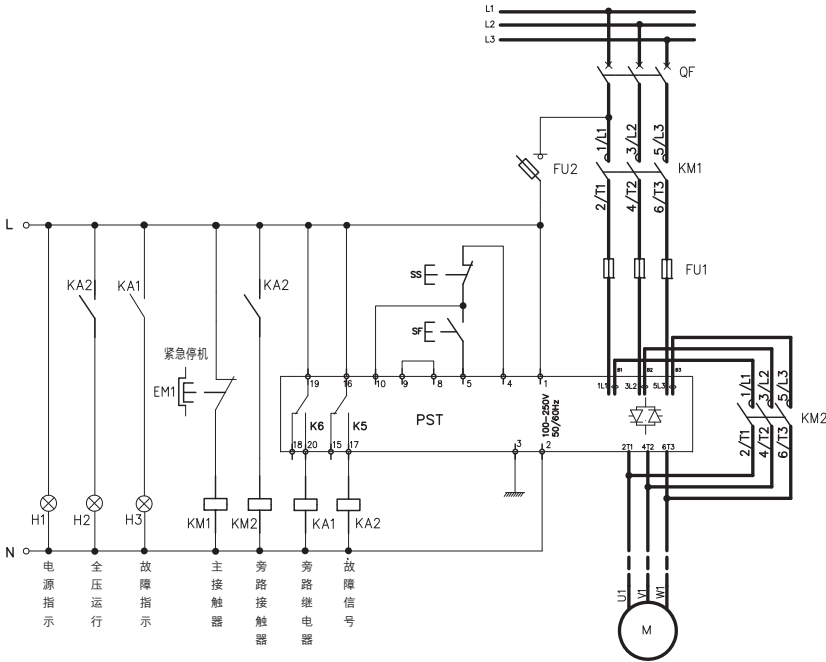 L1
L2
L3
QF
1/L1
3/L2
5/L3
FU2
KM1
2/T1
4/T2
6/T3
L
SS
FU1
KA2
KA1
KA2
SF
紧急停机
EM1
B1
B2
B3
1L1
3L2
5L3
1/L1
3/L2
5/L3
KM2
2/T1
4/T2
6/T3
19
16
10
9
8
5
4
1
K6
K5
PST
100-250V
50/60Hz
18
20
15
17
3
2
2T1
4T2
6T3
H1
H2
H3
KM1
KM2
KA1
KA2
N
电源指示
全压运行
故障指示
主接触器
旁路接触器
旁路继电器
故障信号
U1
V1
W1
M